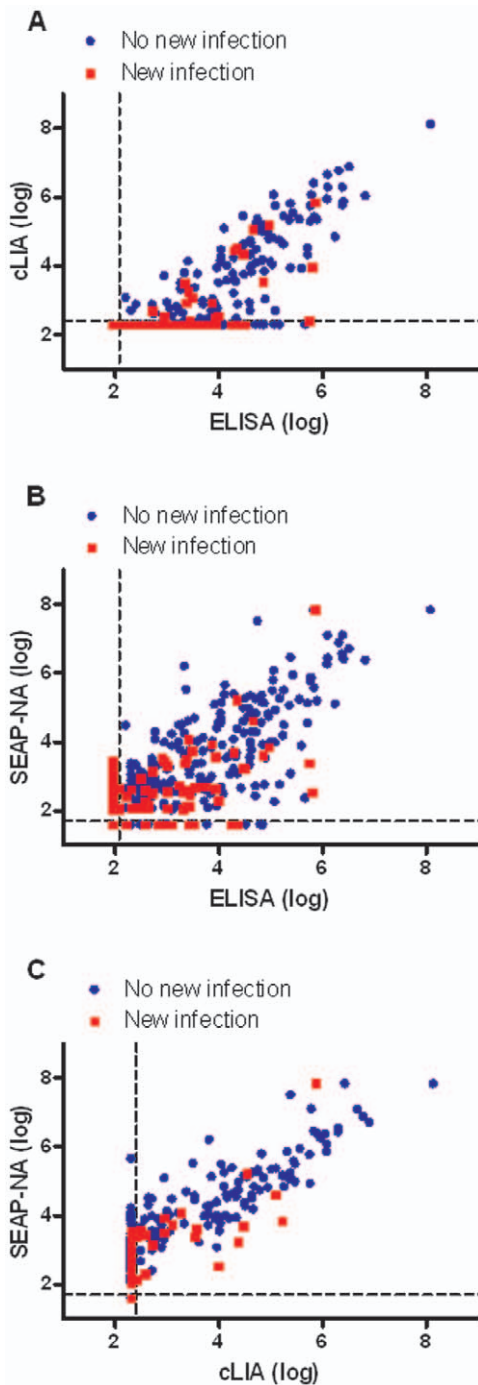 A
No new infection
New infection
8
6
4
2
cLIA (log)
2 4 6 8
ELISA (log)
B
No new infection
New infection
8
6
4
2
SEAP-NA (log)
2 4 6 8
ELISA (log)
C
No new infection
New infection
8
6
4
2
SEAP-NA (log)
2 4 6 8
cLIA (log)